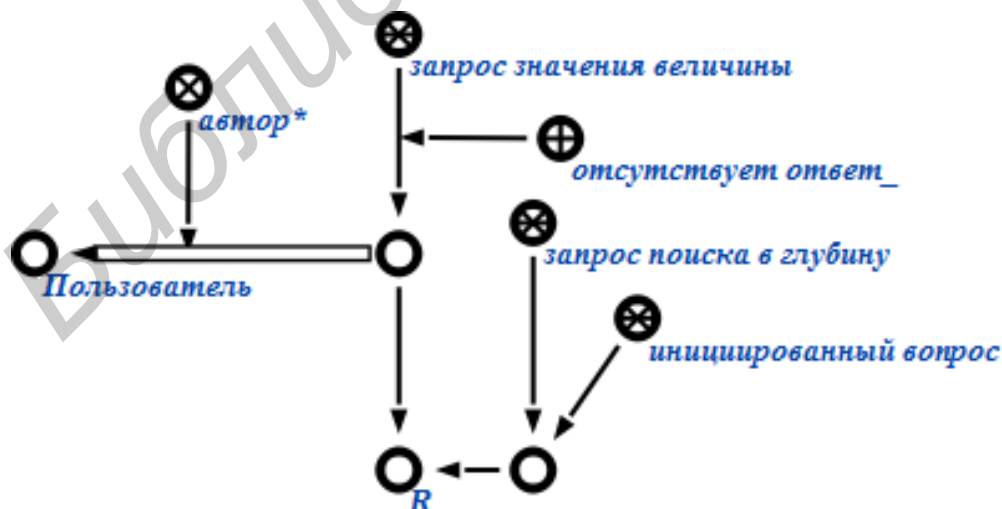 запрос значения величины
автор*
отсутствует ответ_
запрос поиска в глубину
Пользователь
инициированный вопрос
R